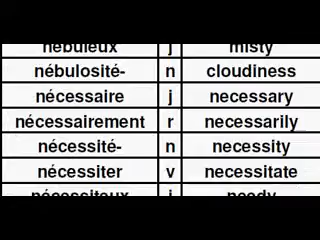 nébuleux j misty
nébulosité- n cloudiness
nécessaire j necessary
nécessairement r necessarily
nécessité- n necessity
nécessiter v necessitate
nécessiteux j needy